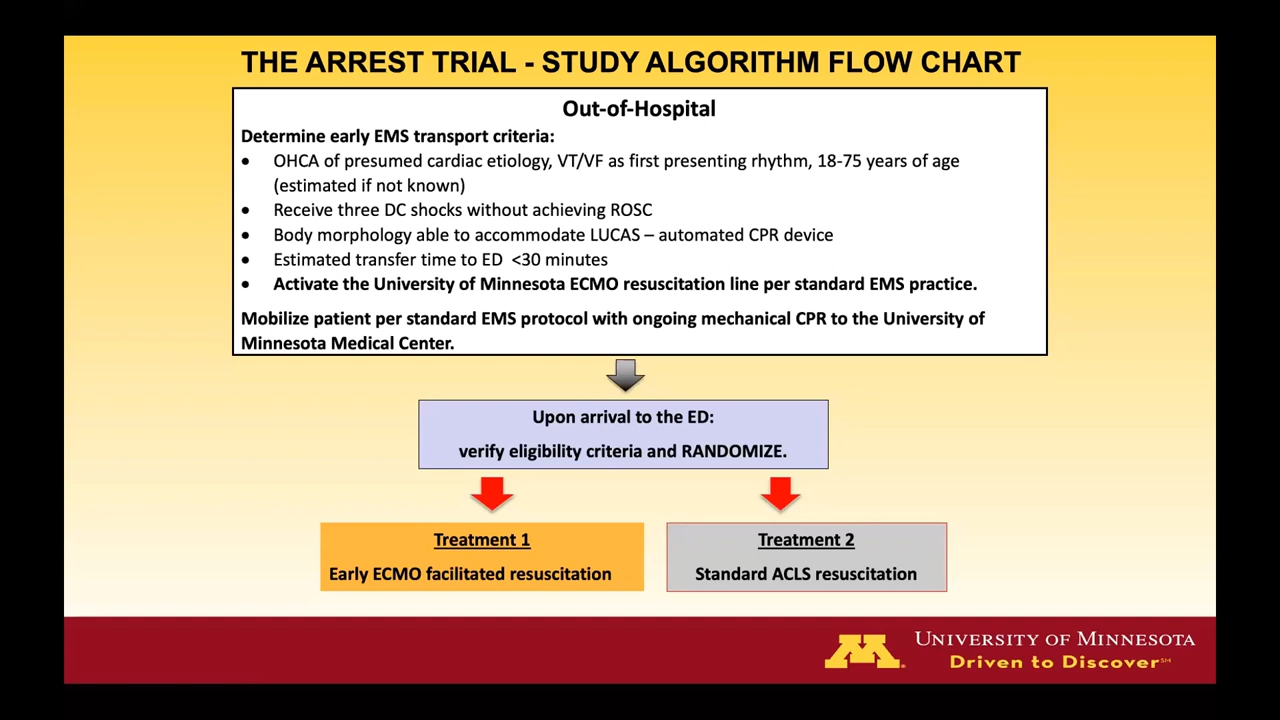 THE ARREST TRIAL - STUDY ALGORITHM FLOW CHART
Out-of-Hospital
Determine early EMS transport criteria:
• OHCA of presumed cardiac etiology, VT/VF as first presenting rhythm, 18-75 years of age
(estimated if not known)
• Receive three DC shocks without achieving ROSC
• Body morphology able to accommodate LUCAS – automated CPR device
• Estimated transfer time to ED <30 minutes
• Activate the University of Minnesota ECMO resuscitation line per standard EMS practice.
Mobilize patient per standard EMS protocol with ongoing mechanical CPR to the University of
Minnesota Medical Center.
Upon arrival to the ED:
verify eligibility criteria and RANDOMIZE.
Treatment 1
Early ECMO facilitated resuscitation
Treatment 2
Standard ACLS resuscitation
M
UNIVERSITY OF MINNESOTA
Driven to Discover℠